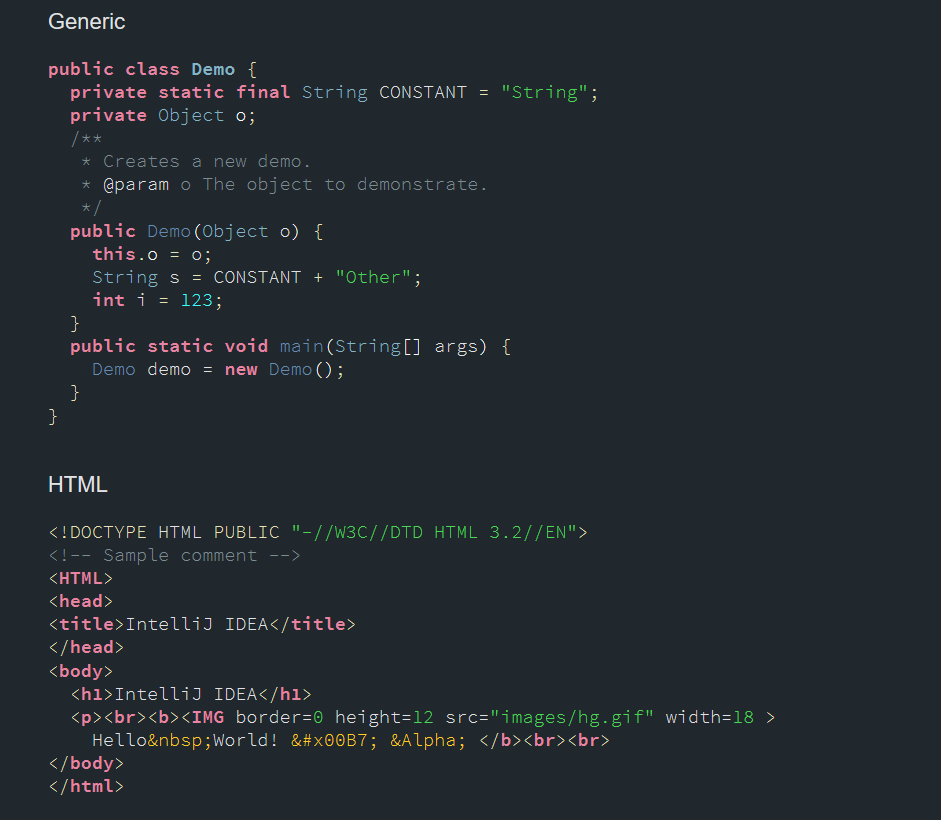 Generic
public class Demo {
  private static final String CONSTANT = "String";
  private Object o;
  /**
   * Creates a new demo.
   * @param o The object to demonstrate.
   */
  public Demo(Object o) {
    this.o = o;
    String s = CONSTANT + "Other";
    int i = 123;
  }
  public static void main(String[] args) {
    Demo demo = new Demo();
  }
}
HTML
<!DOCTYPE HTML PUBLIC "-//W3C//DTD HTML 3.2//EN">
<!-- Sample comment -->
<HTML>
<head>
<title>IntelliJ IDEA</title>
</head>
<body>
  <h1>IntelliJ IDEA</h1>
  <p><br><b><IMG border=0 height=12 src="images/hg.gif" width=18 >
    Hello&nbsp;World! &#x00B7; &Alpha; </b><br><br>
</body>
</html>